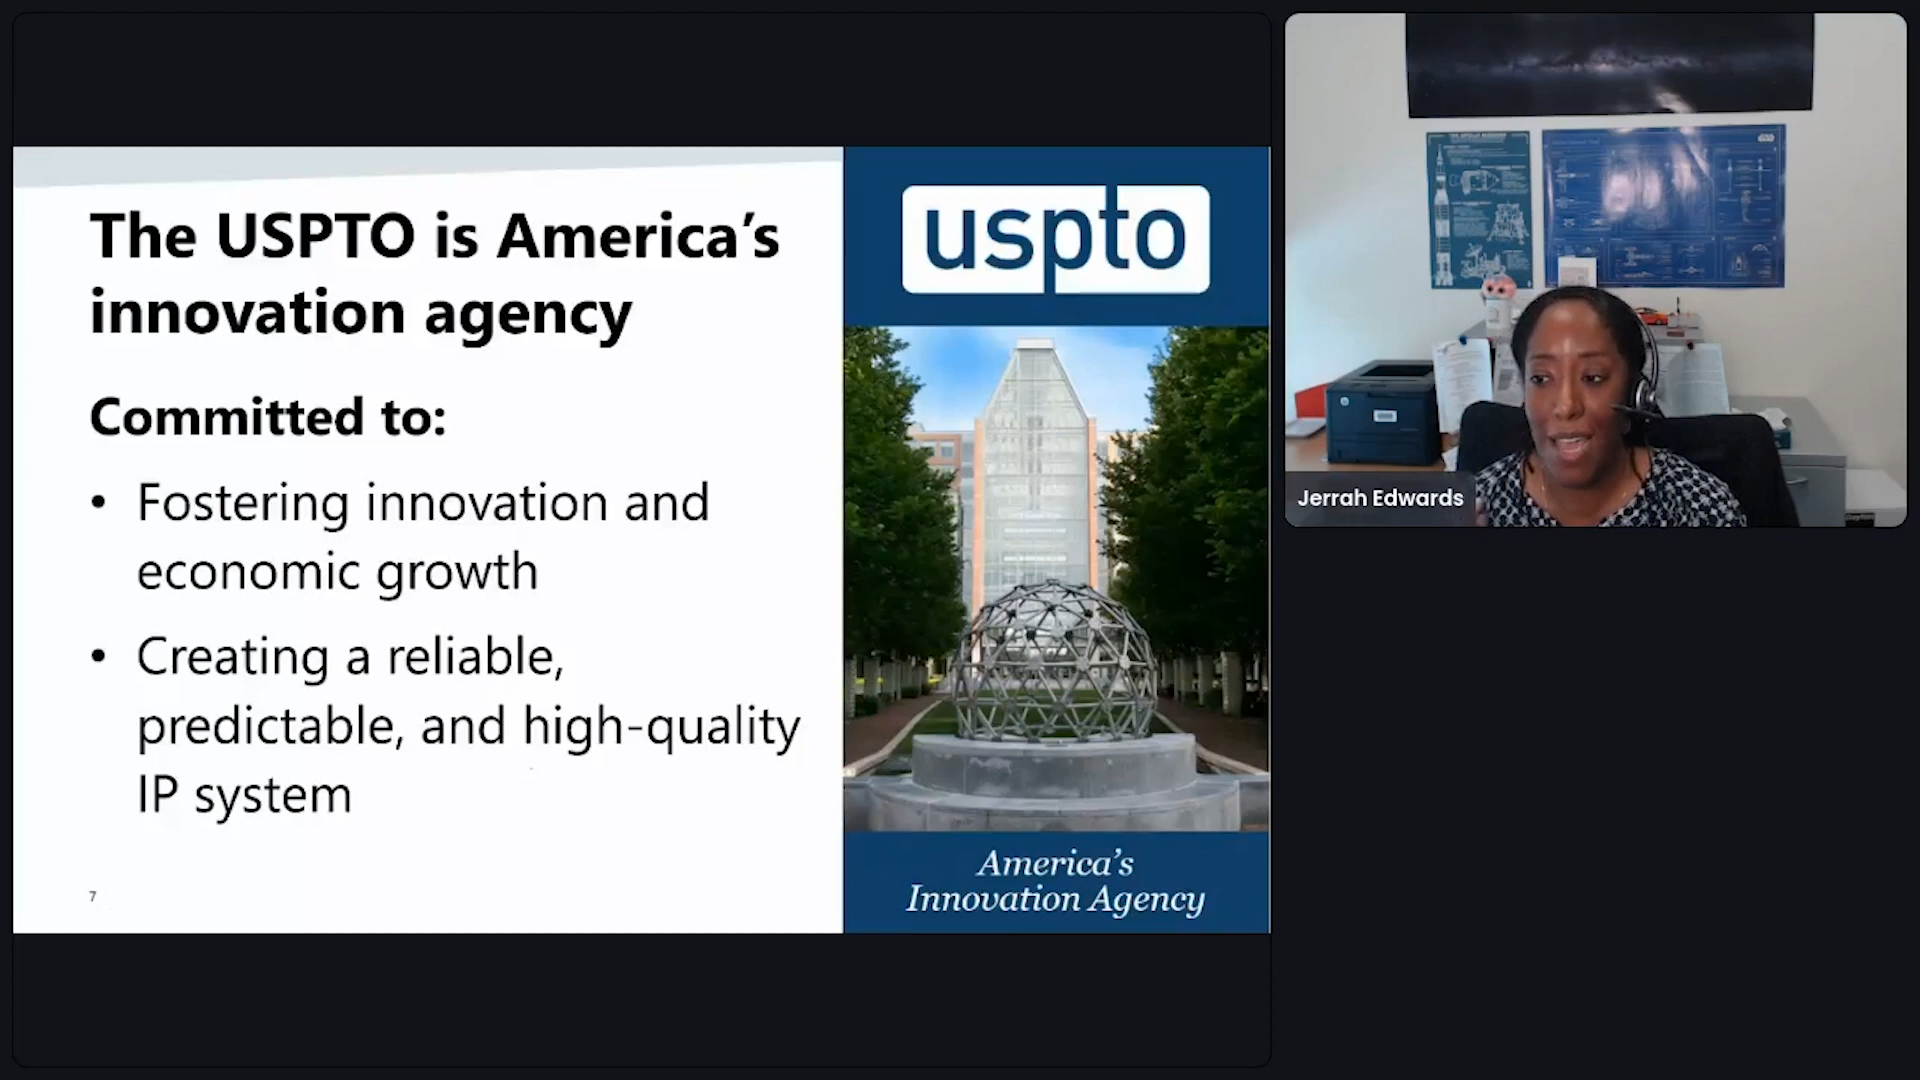 The USPTO is America’s
innovation agency
Committed to:
• Fostering innovation and
economic growth
• Creating a reliable,
predictable, and high-quality
IP system
7
uspto
America’s
Innovation Agency
Jerrah Edwards